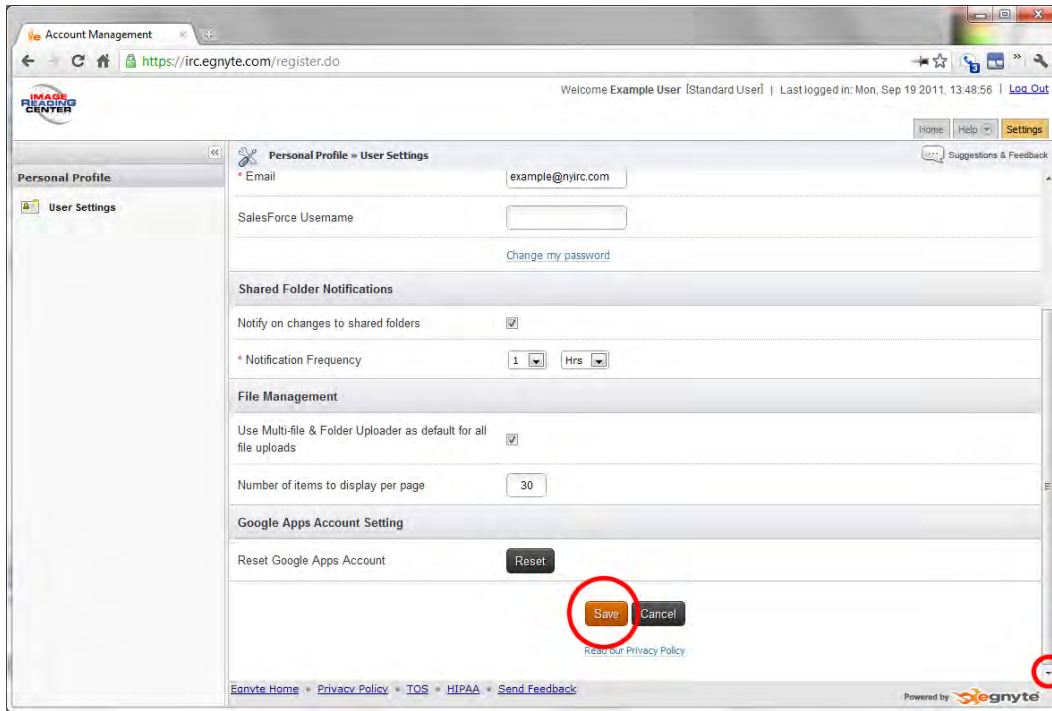 Account Management
https://irc.egnyte.com/register.do
3
IMAGE
READING
CENTER
Welcome Example User [Standard User] | Last logged in: Mon, Sep 19 2011, 13:48:56 | Log Out
Home Help Settings
Personal Profile » User Settings
Suggestions & Feedback
Personal Profile
User Settings
* Email example@nyirc.com
SalesForce Username
Change my password
Shared Folder Notifications
Notify on changes to shared folders
* Notification Frequency 1 Hrs
File Management
Use Multi-file & Folder Uploader as default for all
file uploads
Number of items to display per page 30
Google Apps Account Setting
Reset Google Apps Account Reset
Save Cancel
Read our Privacy Policy
Egnyte Home • Privacy Policy • TOS • HIPAA • Send Feedback
Powered by egnyte